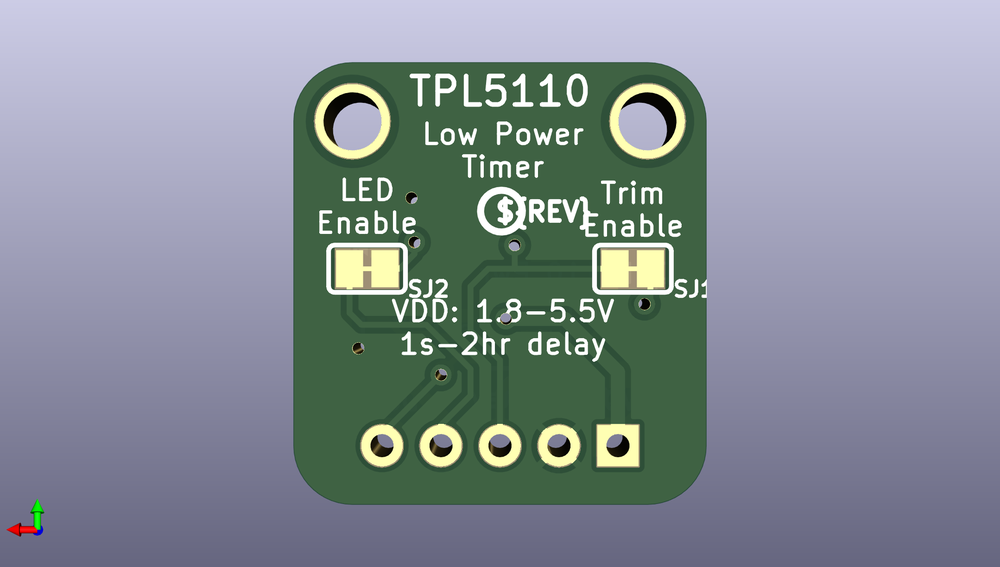 TPL5110
Low Power
Timer
LED
Enable
${REV}
Trim
Enable
SJ2
SJ1
VDD: 1.8-5.5V
1s-2hr delay